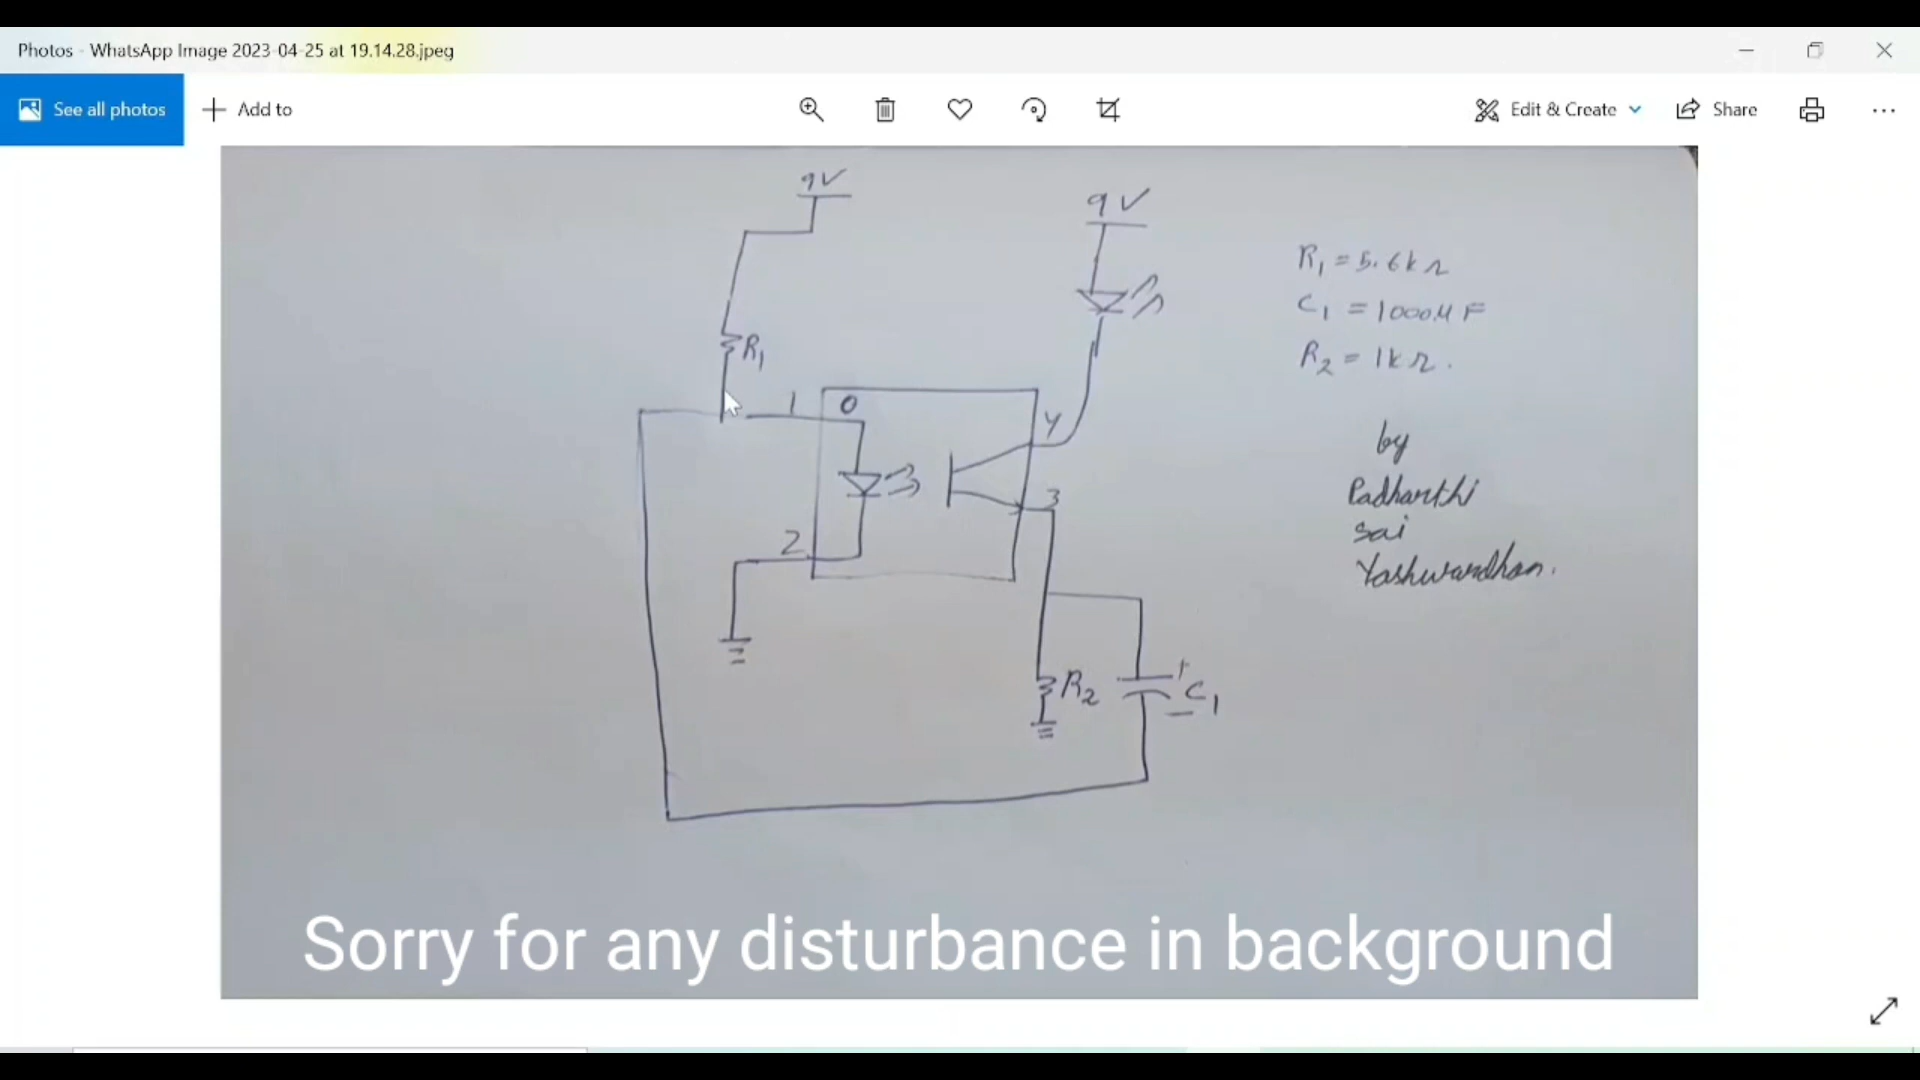 Photos - WhatsApp Image 2023-04-25 at 19.14.28.jpeg
See all photos
Add to
Edit & Create
Share
9V
9V
R1 = 5.6kΩ
C1 = 1000μF
R2 = 1kΩ.
R1
1
4
3
2
R2
+
C1
by
Padharthi
Sai
Yashwardhan.
Sorry for any disturbance in background